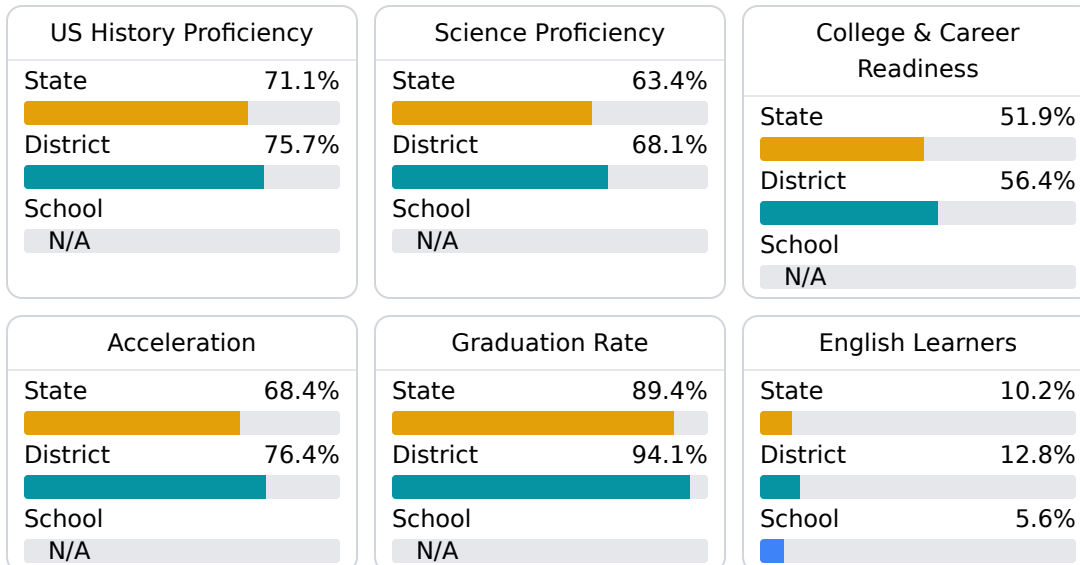 US History Proficiency
State 71.1%
District 75.7%
School
N/A
Science Proficiency
State 63.4%
District 68.1%
School
N/A
College & Career
Readiness
State 51.9%
District 56.4%
School
N/A
Acceleration
State 68.4%
District 76.4%
School
N/A
Graduation Rate
State 89.4%
District 94.1%
School
N/A
English Learners
State 10.2%
District 12.8%
School 5.6%